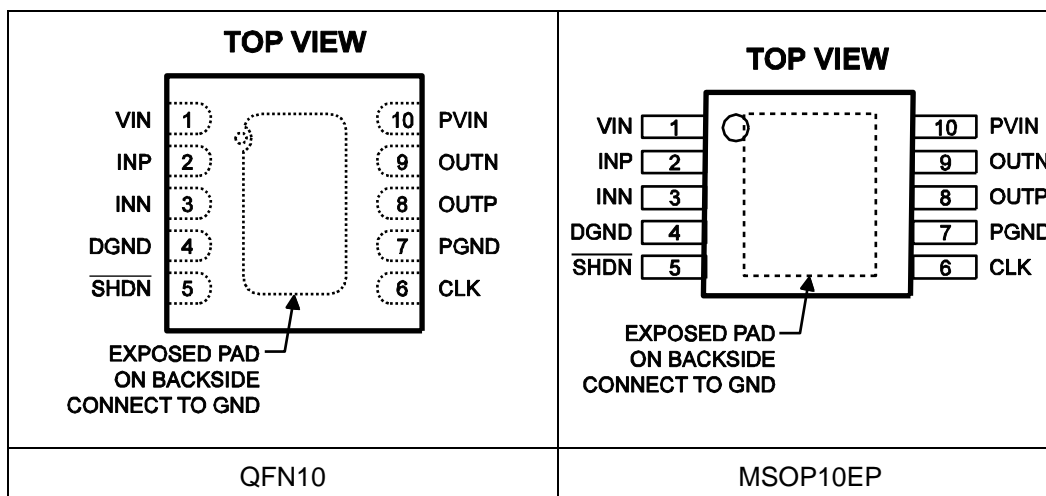 TOP VIEW
VIN 1 10 PVIN
INP 2 9 OUTN
INN 3 8 OUTP
DGND 4 7 PGND
SHDN 5 6 CLK
EXPOSED PAD
ON BACKSIDE
CONNECT TO GND
QFN10
TOP VIEW
VIN 1 10 PVIN
INP 2 9 OUTN
INN 3 8 OUTP
DGND 4 7 PGND
SHDN 5 6 CLK
EXPOSED PAD
ON BACKSIDE
CONNECT TO GND
MSOP10EP